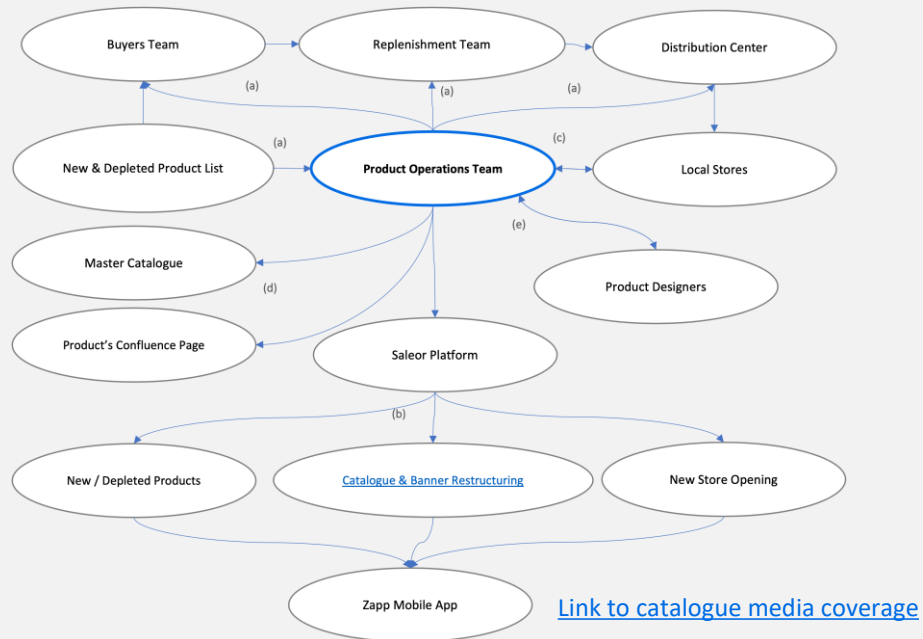 Buyers Team
Replenishment Team
Distribution Center
(a)
(a)
(a)
(a)
(c)
New & Depleted Product List
Product Operations Team
Local Stores
(e)
Master Catalogue
(d)
Product Designers
Product's Confluence Page
Saleor Platform
(b)
New / Depleted Products
Catalogue & Banner Restructuring
New Store Opening
Zapp Mobile App
Link to catalogue media coverage